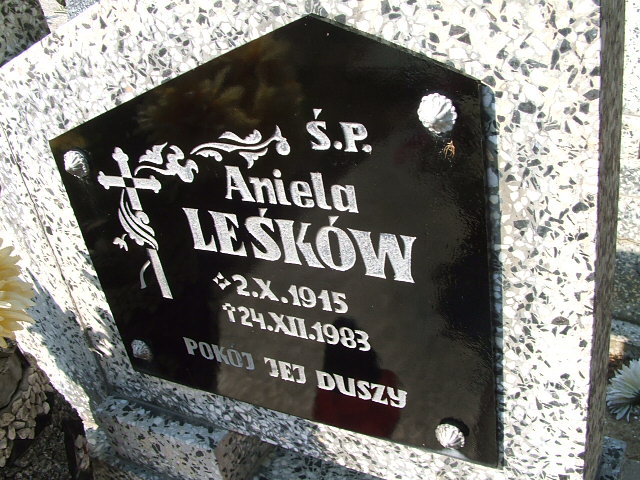 Ś.P.
Aniela
LEŚKÓW
✧2.X.1915
✝24.XII.1983
POKÓJ JEJ DUSZY